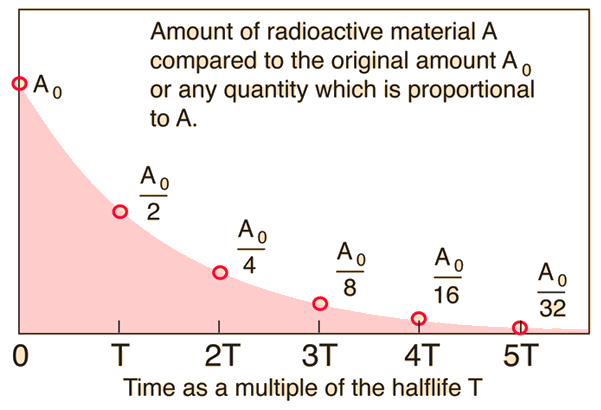 Amount of radioactive material A
compared to the original amount A0
or any quantity which is proportional
to A.
A0
A0
2
A0
4
A0
8
A0
16
A0
32
0 T 2T 3T 4T 5T
Time as a multiple of the halflife T